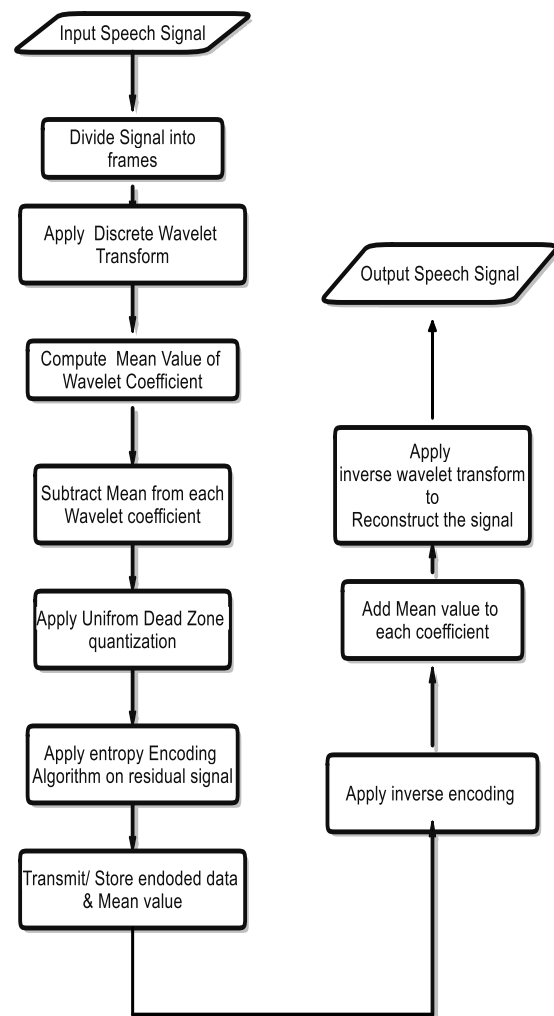 Input Speech Signal
Divide Signal into
frames
Apply Discrete Wavelet
Transform
Compute Mean Value of
Wavelet Coefficient
Subtract Mean from each
Wavelet coefficient
Apply Unifrom Dead Zone
quantization
Apply entropy Encoding
Algorithm on residual signal
Transmit/ Store endoded data
& Mean value
Apply inverse encoding
Add Mean value to
each coefficient
Apply
inverse wavelet transform
to
Reconstruct the signal
Output Speech Signal